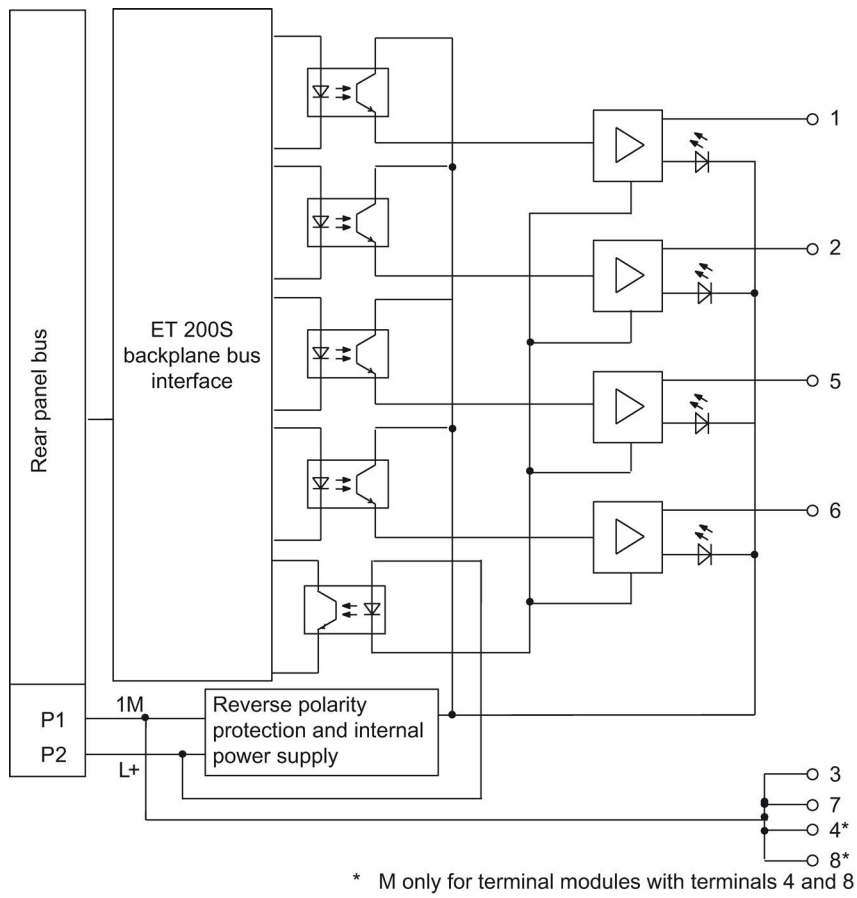 Rear panel bus
ET 200S
backplane bus
interface
1
2
5
6
P1
1M
P2
L+
Reverse polarity
protection and internal
power supply
3
7
4*
8*
* M only for terminal modules with terminals 4 and 8